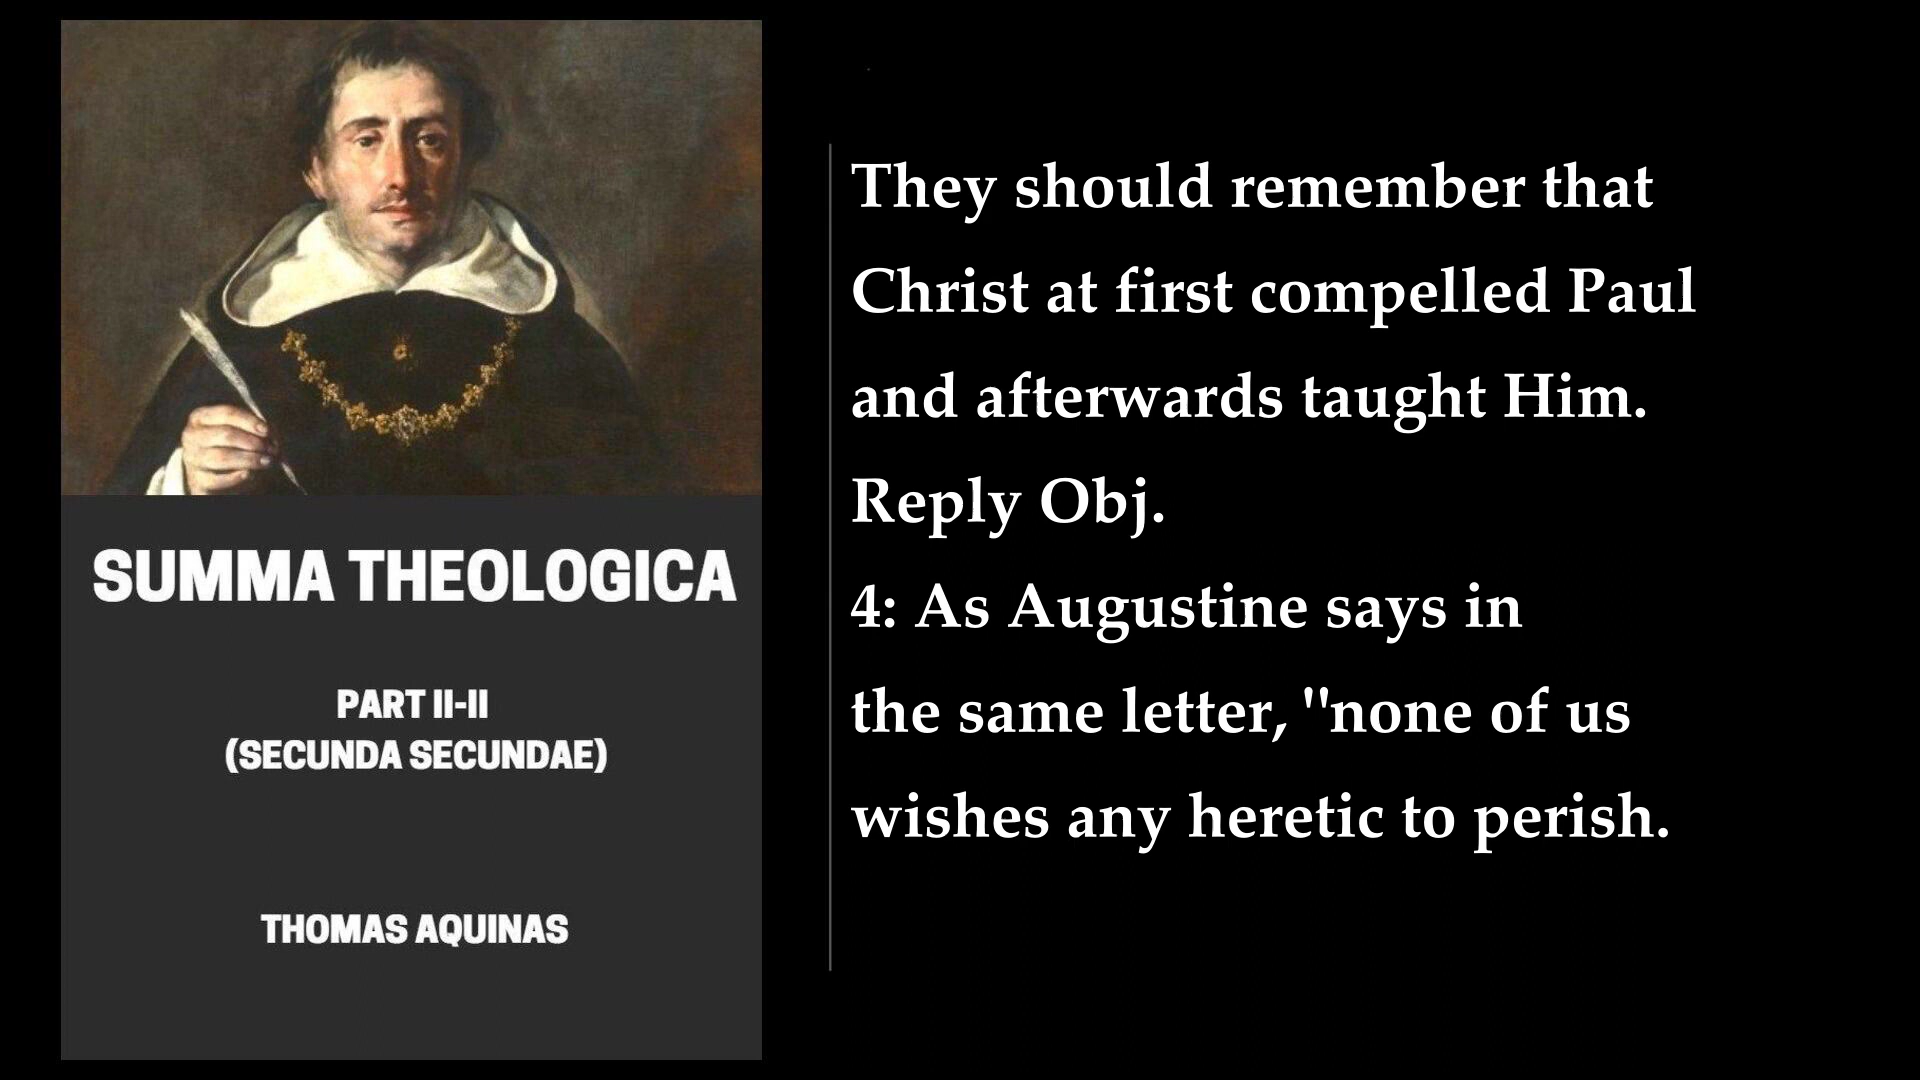 SUMMA THEOLOGICA
PART II-II
(SECUNDA SECUNDAE)
THOMAS AQUINAS
They should remember that
Christ at first compelled Paul
and afterwards taught Him.
Reply Obj.
4: As Augustine says in
the same letter, "none of us
wishes any heretic to perish.